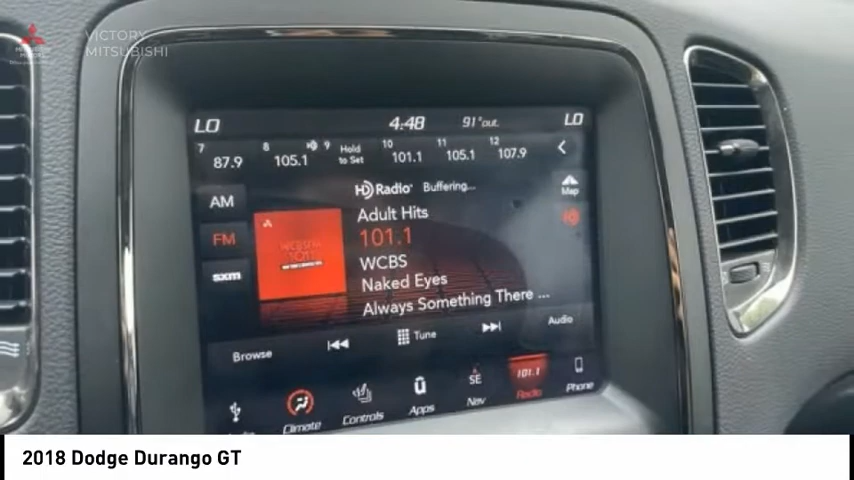 VICTORY
MITSUBISHI
LO 4:48 91°out. LO
7 8 9 10 11 12
87.9 105.1 Hold to Set 101.1 105.1 107.9
HD Radio Buffering...
Map
AM
Adult Hits
FM
101.1
sxm
WCBS
Naked Eyes
Always Something There ...
Browse Tune Audio
Climate Controls Apps SE Nav 101.1 Radio Phone
2018 Dodge Durango GT